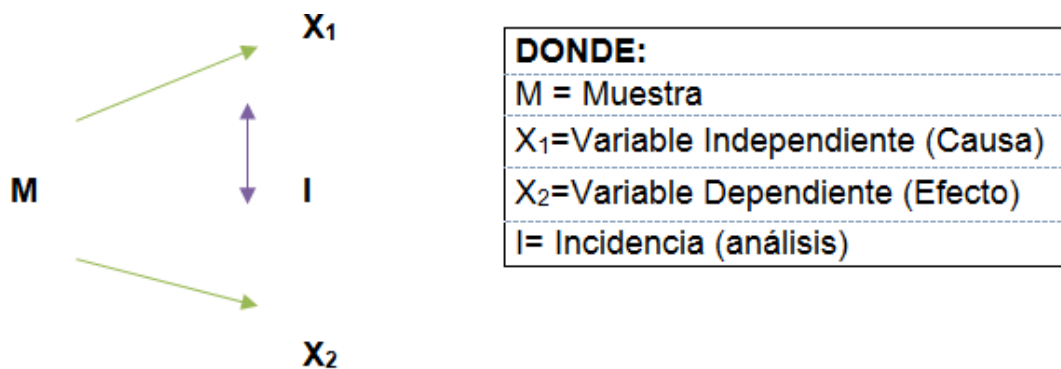 X₁
M
I
X₂
DONDE:
M = Muestra
X₁=Variable Independiente (Causa)
X₂=Variable Dependiente (Efecto)
I= Incidencia (análisis)